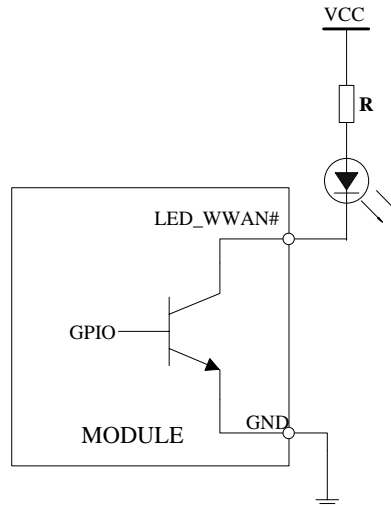 VCC
R
LED_WWAN#
GPIO
GND
MODULE